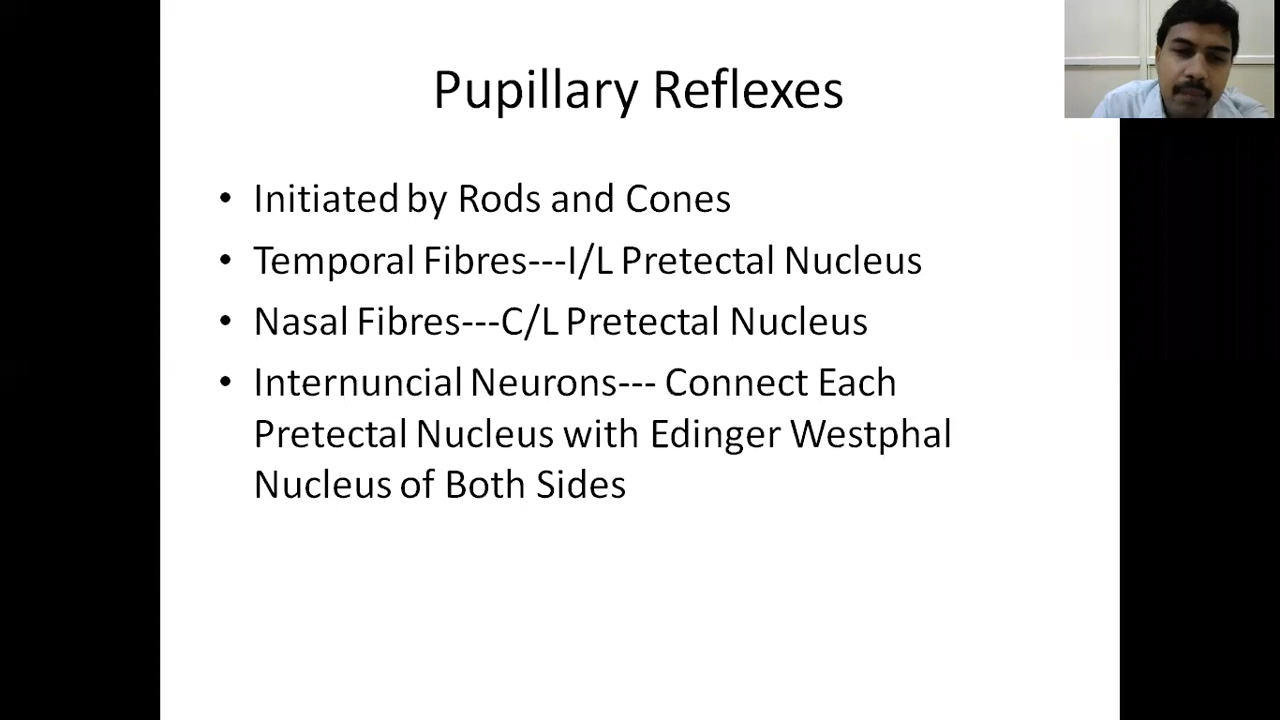 Pupillary Reflexes
• Initiated by Rods and Cones
• Temporal Fibres---I/L Pretectal Nucleus
• Nasal Fibres---C/L Pretectal Nucleus
• Internuncial Neurons--- Connect Each
Pretectal Nucleus with Edinger Westphal
Nucleus of Both Sides